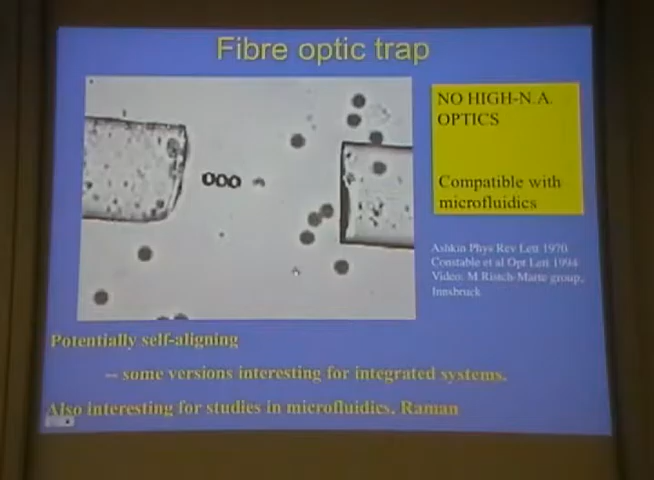 Fibre optic trap
NO HIGH-N.A.
OPTICS
Compatible with
microfluidics
Ashkin Phys Rev Lett 1970
Constable et al Opt Lett 1994
Video: M Ritsch-Marte group,
Innsbruck
Potentially self-aligning
– some versions interesting for integrated systems.
Also interesting for studies in microfluidics, Raman